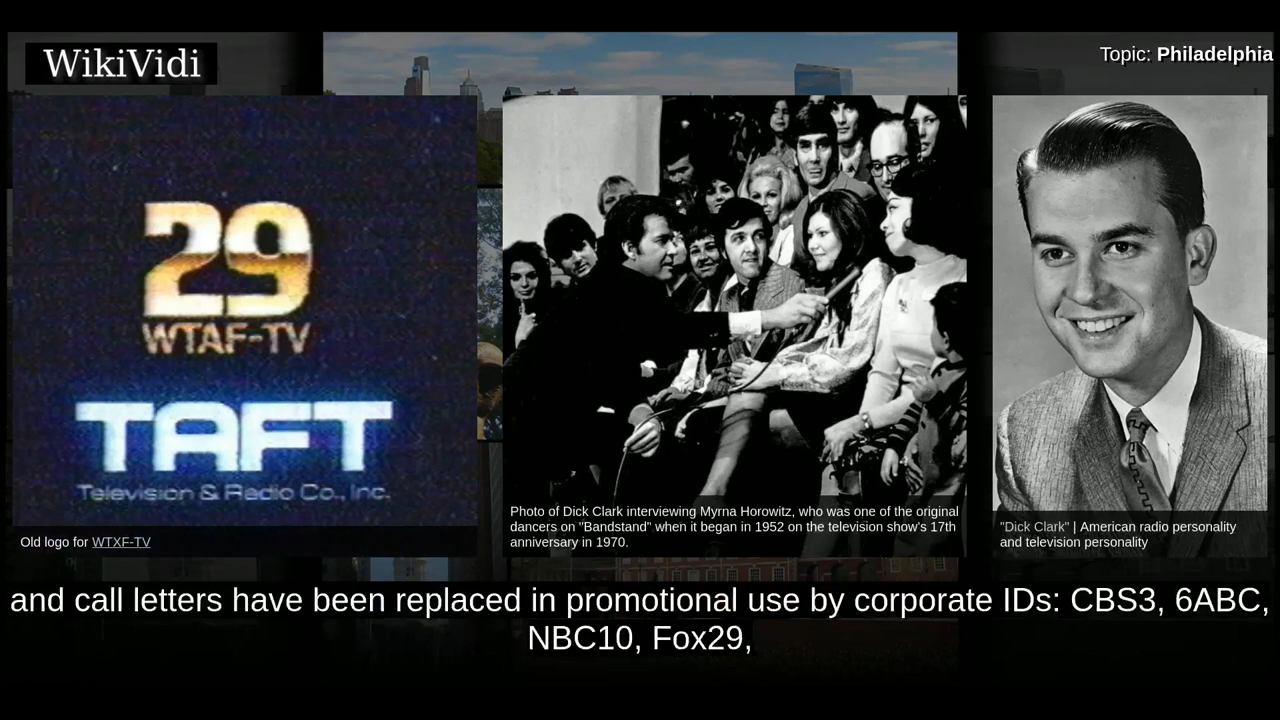 WikiVidi
Topic: Philadelphia
29
WTAF-TV
TAFT
Television & Radio Co., Inc.
Old logo for WTXF-TV
Photo of Dick Clark interviewing Myrna Horowitz, who was one of the original
dancers on "Bandstand" when it began in 1952 on the television show's 17th
anniversary in 1970.
"Dick Clark" | American radio personality
and television personality
and call letters have been replaced in promotional use by corporate IDs: CBS3, 6ABC,
NBC10, Fox29,